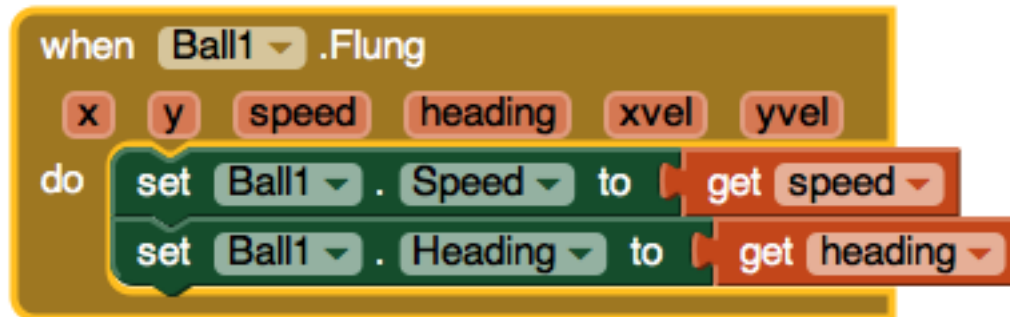 when Ball1 .Flung
x y speed heading xvel yvel
do set Ball1 . Speed to get speed
set Ball1 . Heading to get heading